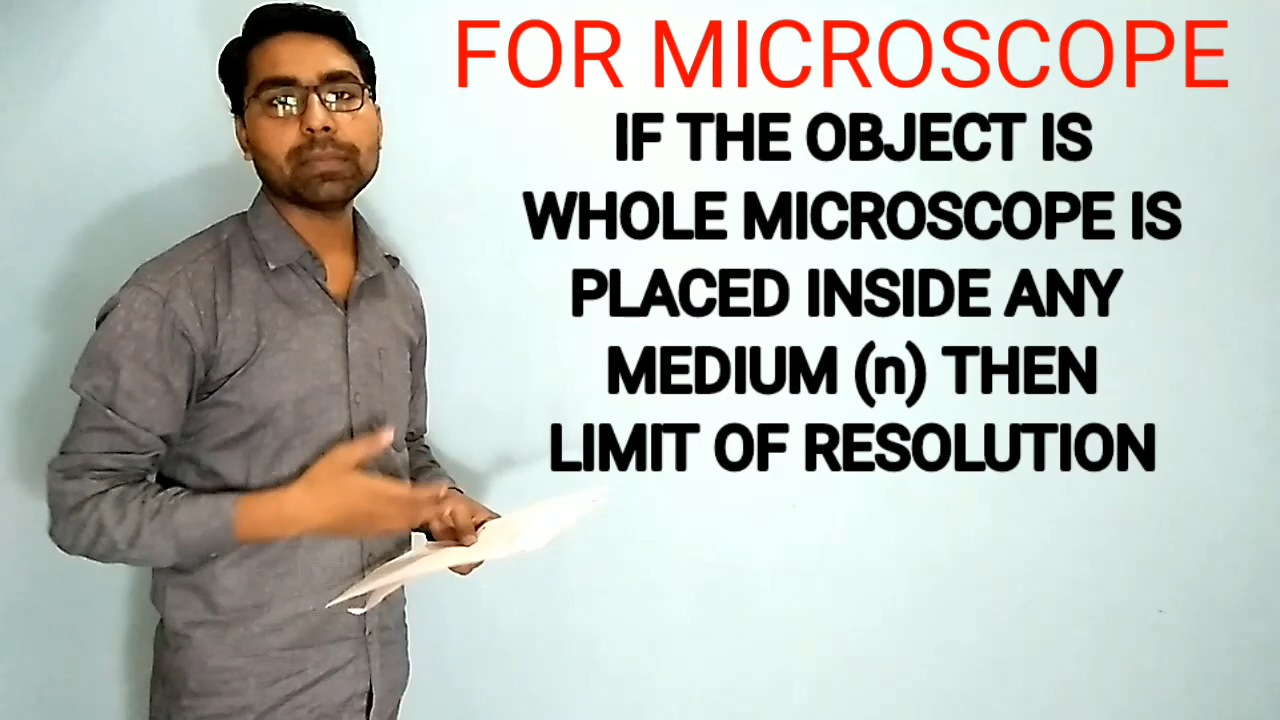 FOR MICROSCOPE
IF THE OBJECT IS
WHOLE MICROSCOPE IS
PLACED INSIDE ANY
MEDIUM (n) THEN
LIMIT OF RESOLUTION